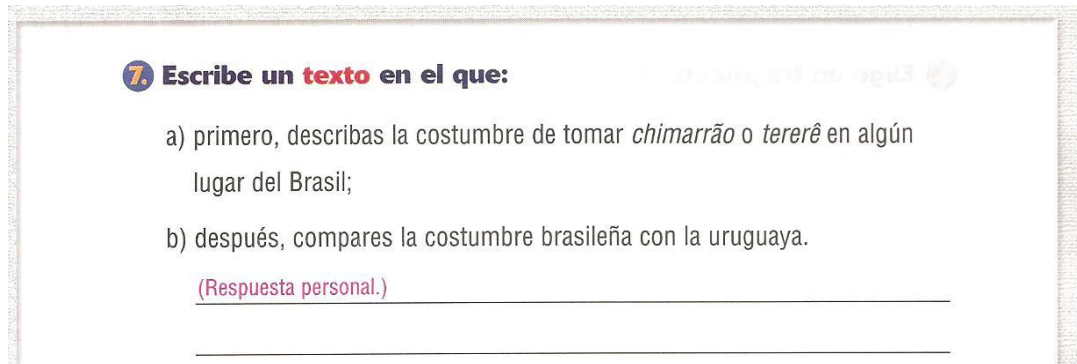 7. Escribe un texto en el que:
a) primero, describas la costumbre de tomar chimarrão o tererê en algún
lugar del Brasil;
b) después, compares la costumbre brasileña con la uruguaya.
(Respuesta personal.)